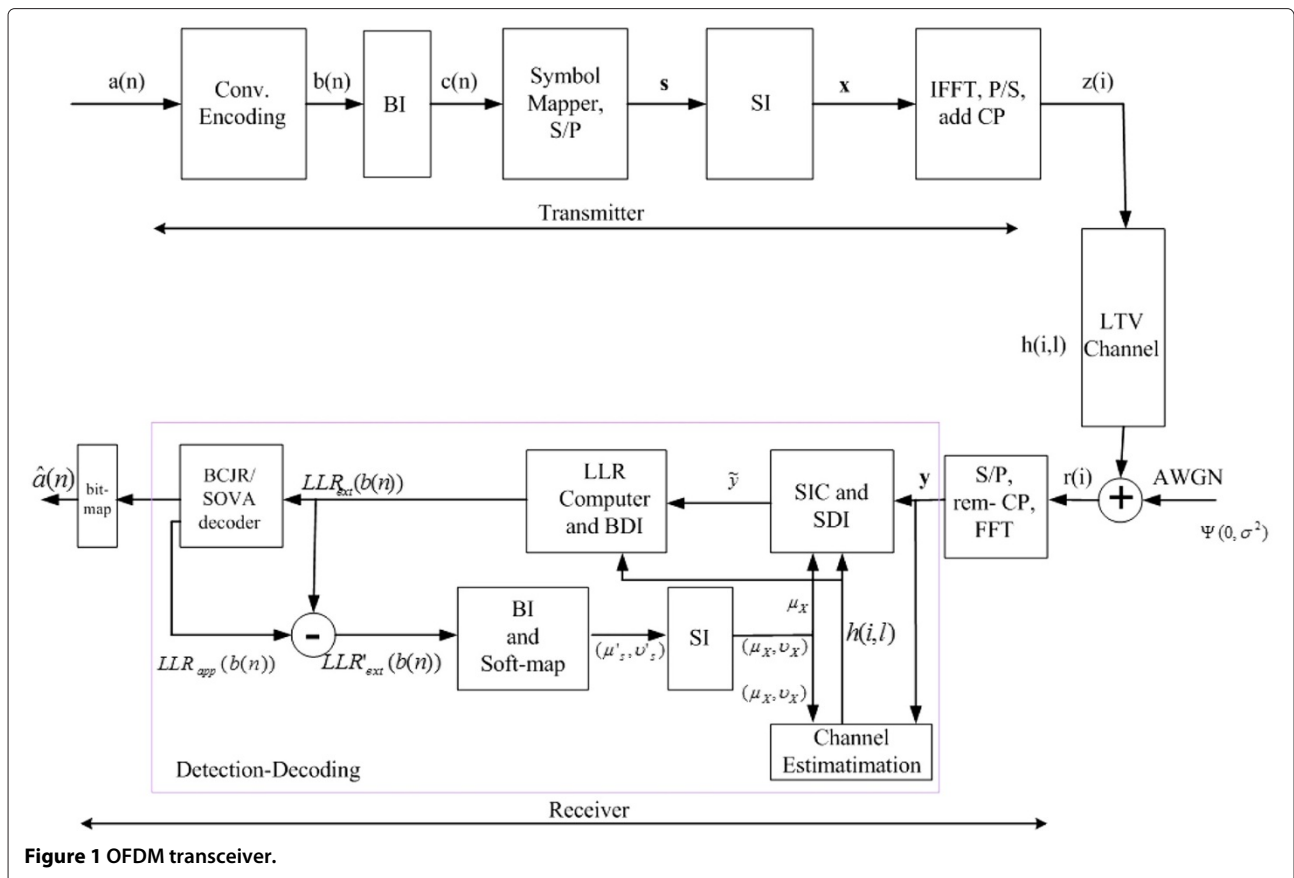 a(n)
Conv.
Encoding
b(n)
BI
c(n)
Symbol
Mapper,
S/P
s
SI
x
IFFT, P/S,
add CP
z(i)
Transmitter
h(i,l)
LTV
Channel
â(n)
bit-
map
BCJR/
SOVA
decoder
LLR_ext(b(n))
LLR
Computer
and BDI
ỹ
SIC and
SDI
y
S/P,
rem- CP,
FFT
r(i)
+
AWGN
Ψ(0,σ²)
LLR_app(b(n))
-
LLR'_ext(b(n))
BI
and
Soft-map
(μ'_s,υ'_s)
SI
μ_X
(μ_X,υ_X)
(μ_X,υ_X)
h(i,l)
Channel
Estimatimation
Detection-Decoding
Receiver
Figure 1 OFDM transceiver.